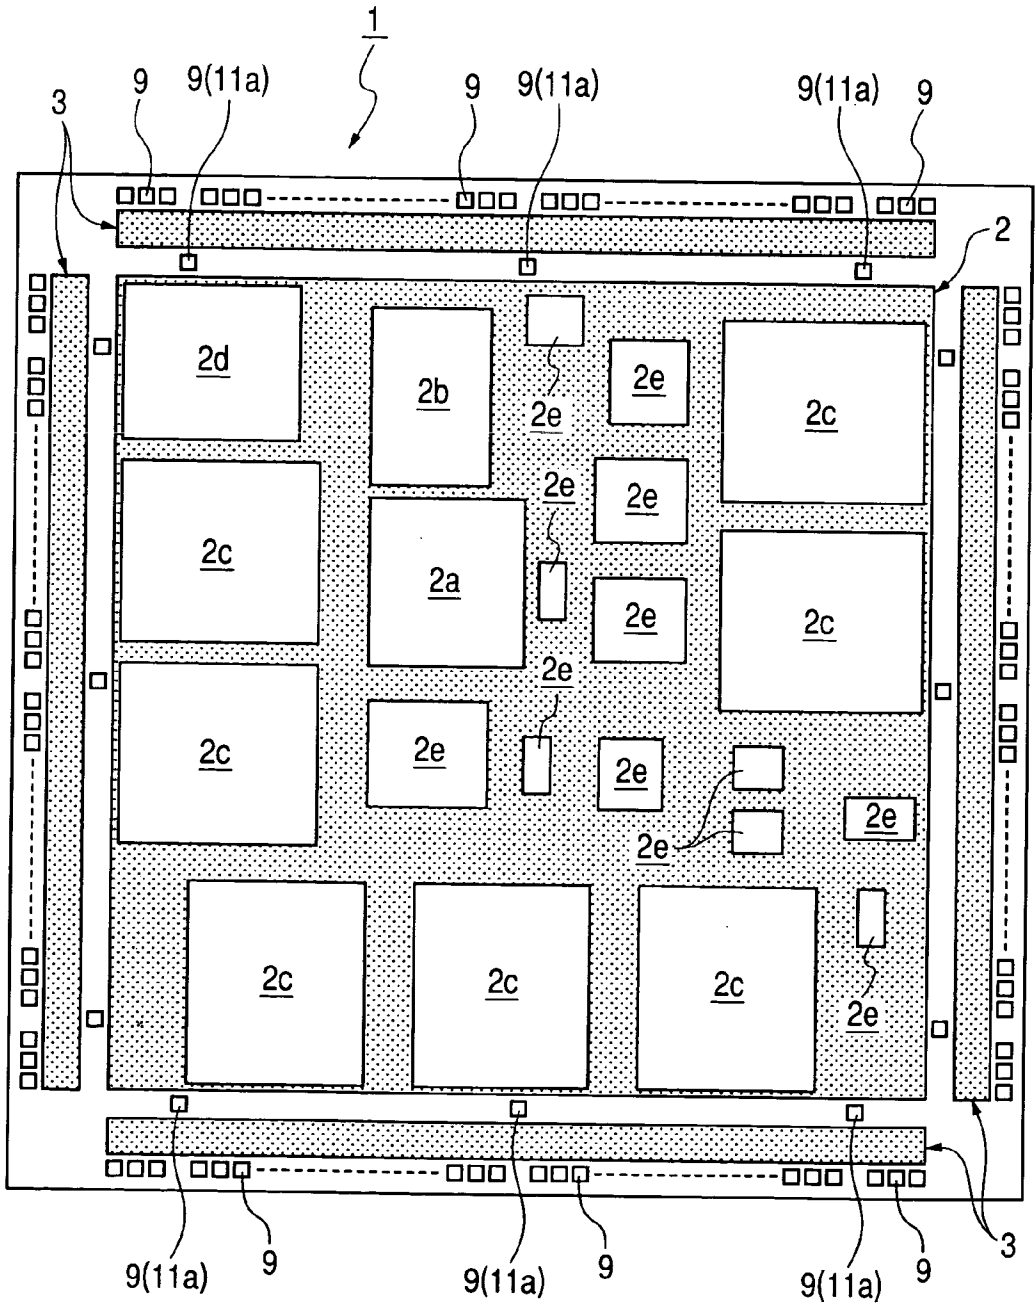 1
3 9 9(11a) 9 9(11a) 9(11a) 9
2
2d 2b 2e 2e 2c
2c 2a 2e 2e 2e 2c
2c 2e 2e 2e 2e 2e
2c 2c 2c 2e
9(11a) 9 9(11a) 9 9(11a) 9 3